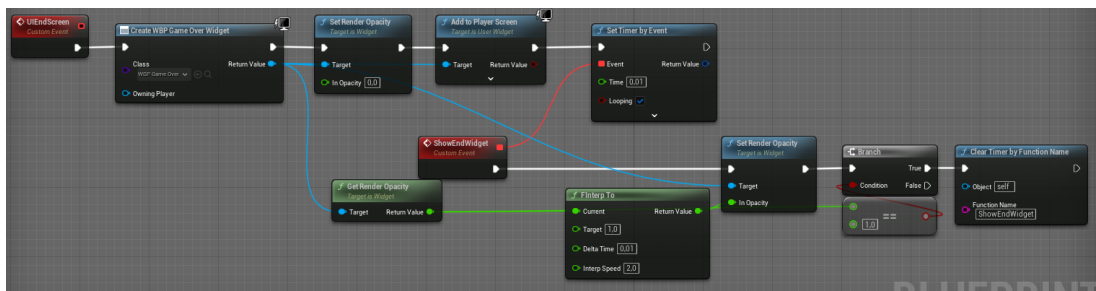 UIEndScreen
Custom Event
Create WBP Game Over Widget
Class
WBP Game Over
Return Value
Owning Player
Set Render Opacity
Target is Widget
Target
In Opacity 0,0
Add to Player Screen
Target is User Widget
Target Return Value
Set Timer by Event
Event Return Value
Time 0,01
Looping
ShowEndWidget
Custom Event
Get Render Opacity
Target is Widget
Target Return Value
FInterp To
Current Return Value
Target 1,0
Delta Time 0,01
Interp Speed 2,0
Set Render Opacity
Target is Widget
Target
In Opacity
Branch
True
Condition False
1,0 ==
Clear Timer by Function Name
Object self
Function Name
ShowEndWidget
BLUEPRINT